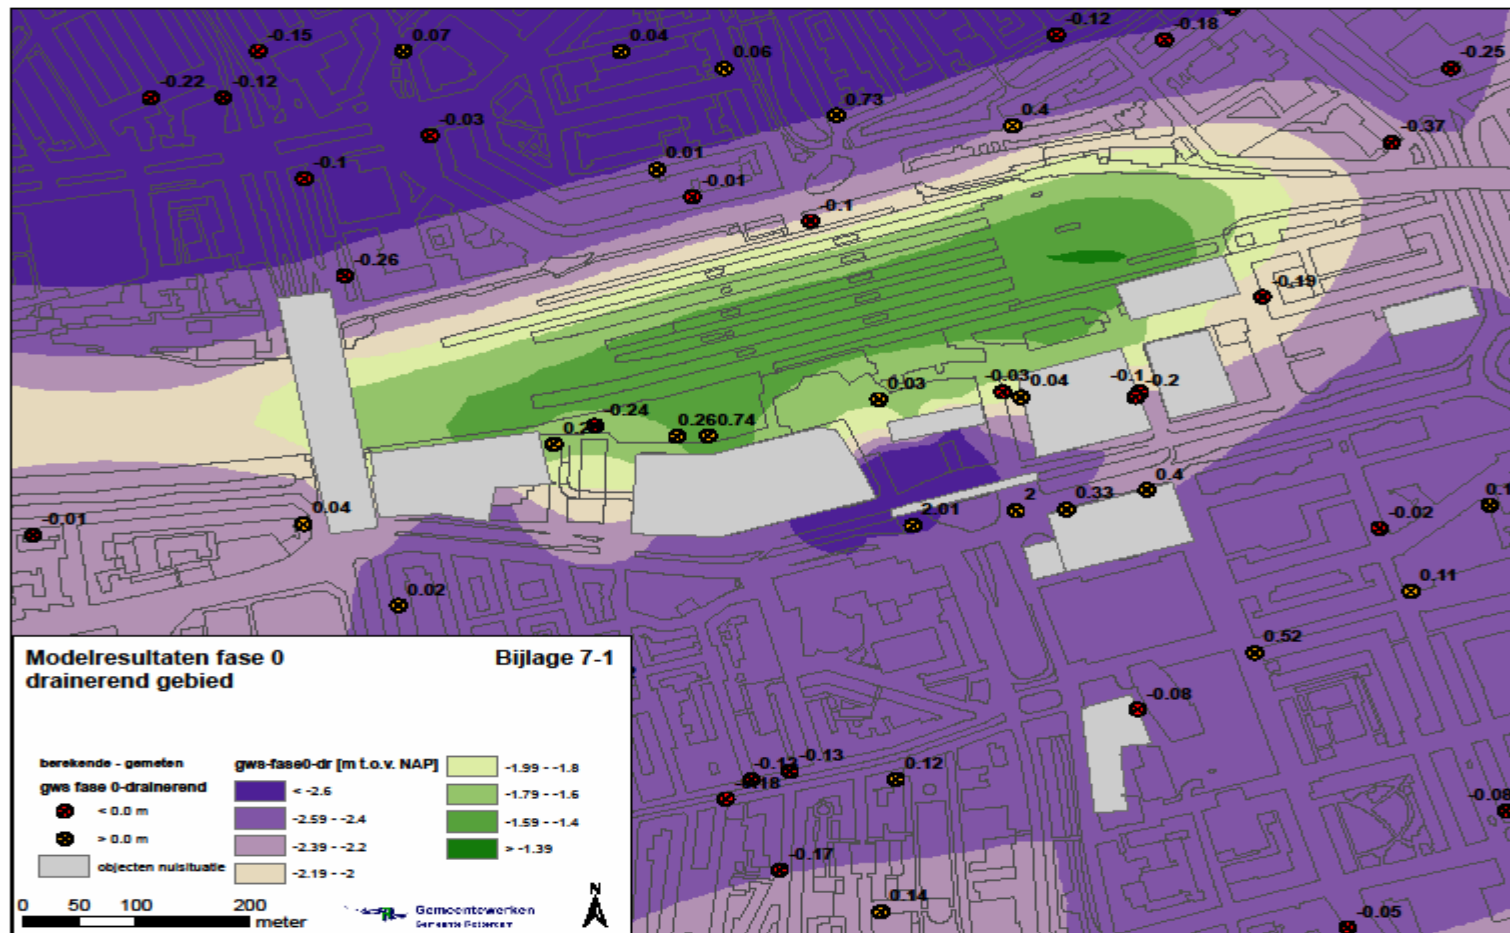 -0.15
0.07
0.04
0.06
-0.12
-0.18
-0.25
-0.22
-0.12
-0.03
0.73
0.4
-0.37
-0.1
0.01
-0.01
-0.1
-0.26
-0.19
0.03
-0.03
0.04
-0.1
-0.2
-0.24
0.26
0.74
0.4
0.33
2
2.01
-0.01
0.04
-0.02
0.02
0.11
0.52
-0.08
-0.13
0.12
-0.08
-0.17
0.14
-0.05
Modelresultaten fase 0 Bijlage 7-1
drainerend gebied
berekende - gemeten
gws fase 0-drainerend
< 0.0 m
> 0.0 m
objecten nulsituatie
gws-fase0-dr [m t.o.v. NAP]
< -2.6
-2.59 - -2.4
-2.39 - -2.2
-2.19 - -2
-1.99 - -1.8
-1.79 - -1.6
-1.59 - -1.4
> -1.39
0 50 100 200
meter
Gemeentewerken
N